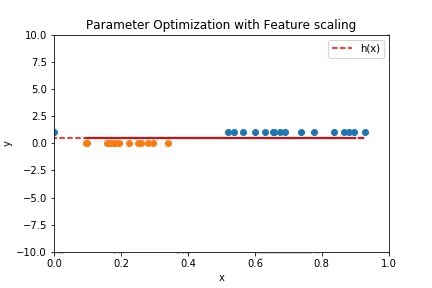 Parameter Optimization with Feature scaling
h(x)
10.0
7.5
5.0
2.5
0.0
−2.5
−5.0
−7.5
−10.0
y
0.0 0.2 0.4 0.6 0.8 1.0
x